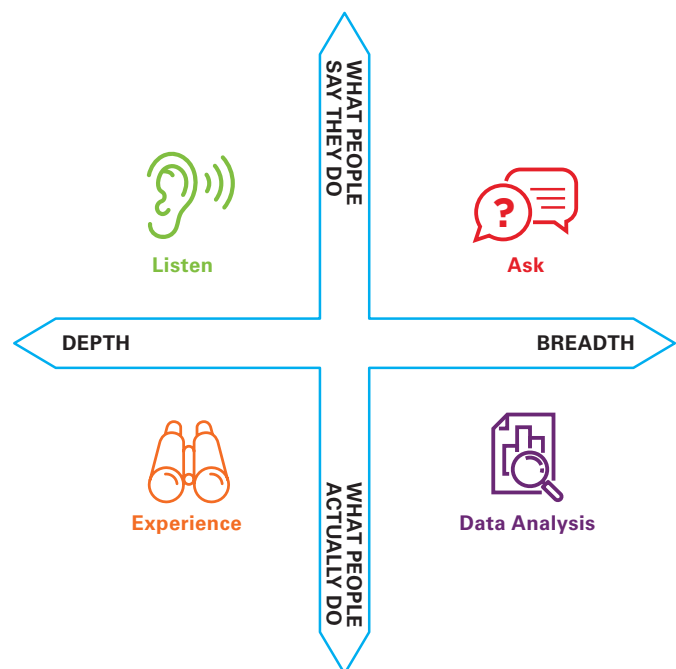 WHAT PEOPLE
SAY THEY DO
?
Listen
Ask
DEPTH
BREADTH
Experience
Data Analysis
WHAT PEOPLE
ACTUALLY DO